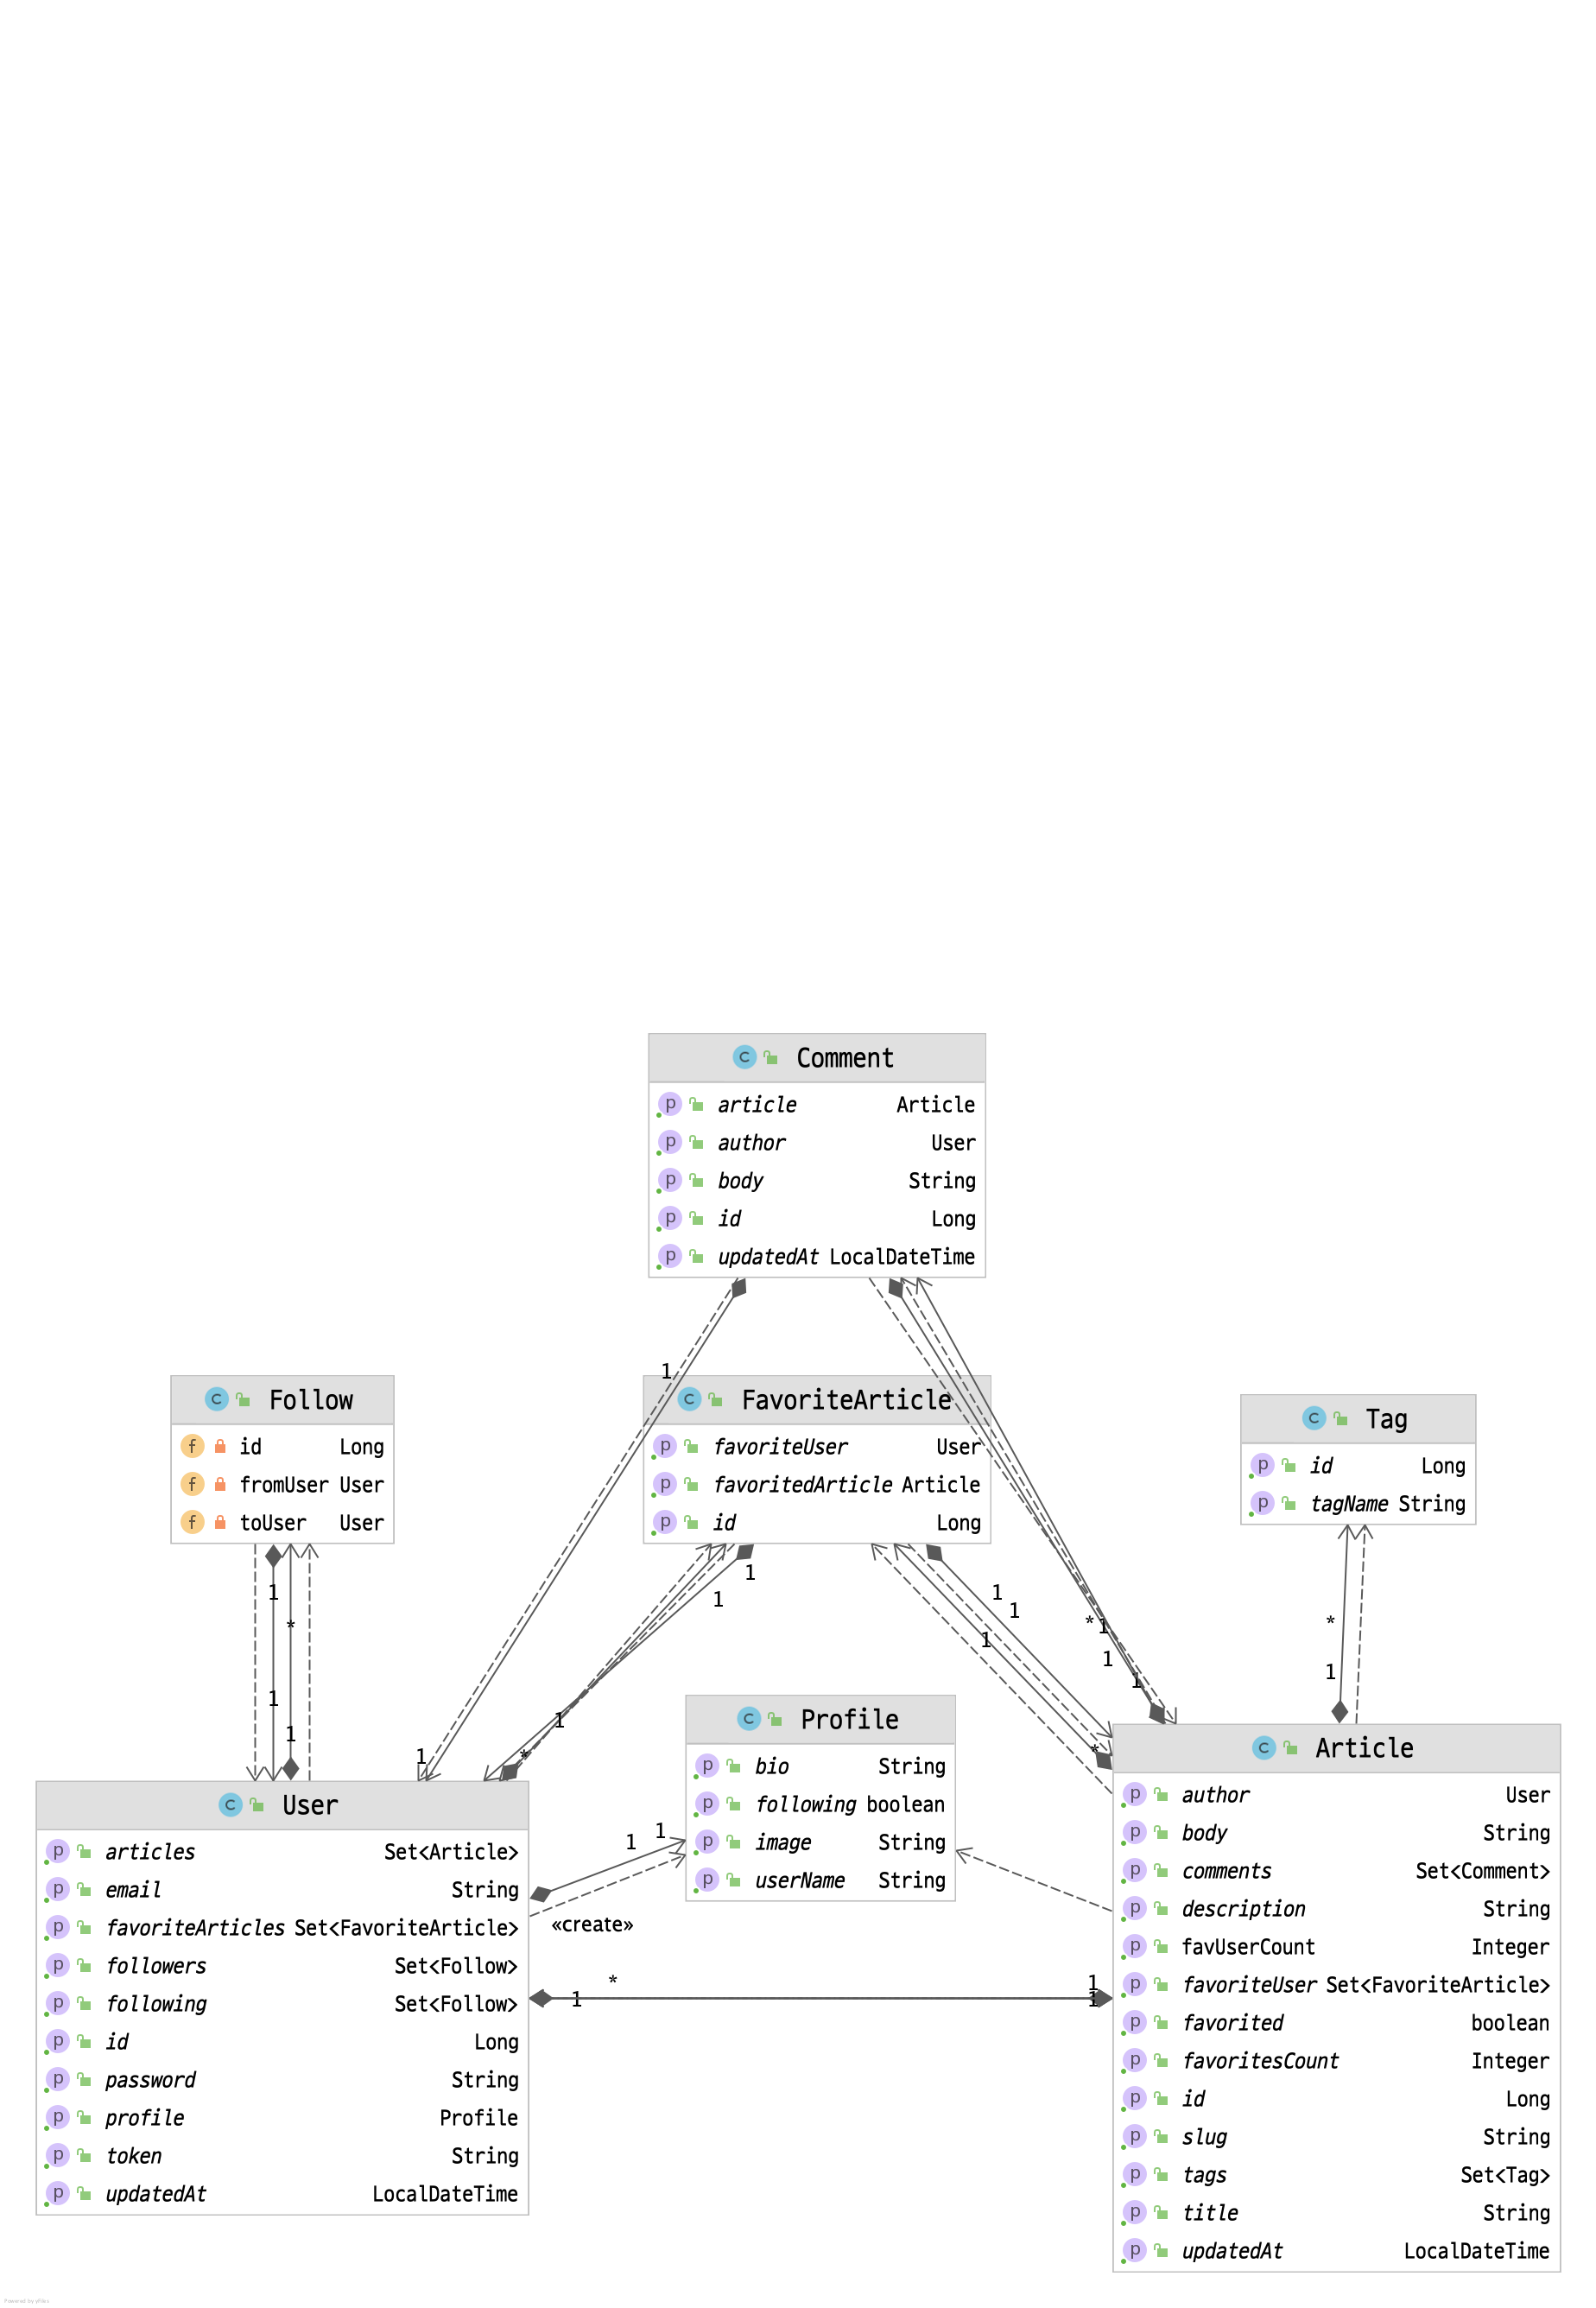 Comment
article Article
author User
body String
id Long
updatedAt LocalDateTime
Follow
id Long
fromUser User
toUser User
FavoriteArticle
favoriteUser User
favoritedArticle Article
id Long
Tag
id Long
tagName String
Profile
bio String
following boolean
image String
userName String
User
articles Set<Article>
email String
favoriteArticles Set<FavoriteArticle>
followers Set<Follow>
following Set<Follow>
id Long
password String
profile Profile
token String
updatedAt LocalDateTime
Article
author User
body String
comments Set<Comment>
description String
favUserCount Integer
favoriteUser Set<FavoriteArticle>
favorited boolean
favoritesCount Integer
id Long
slug String
tags Set<Tag>
title String
updatedAt LocalDateTime
«create»
1
1
1
*
1
1
1
1
1
*
1
1
1
*
*
1
1
1
*
1
1
1
*
1
1
1
Powered by yFiles